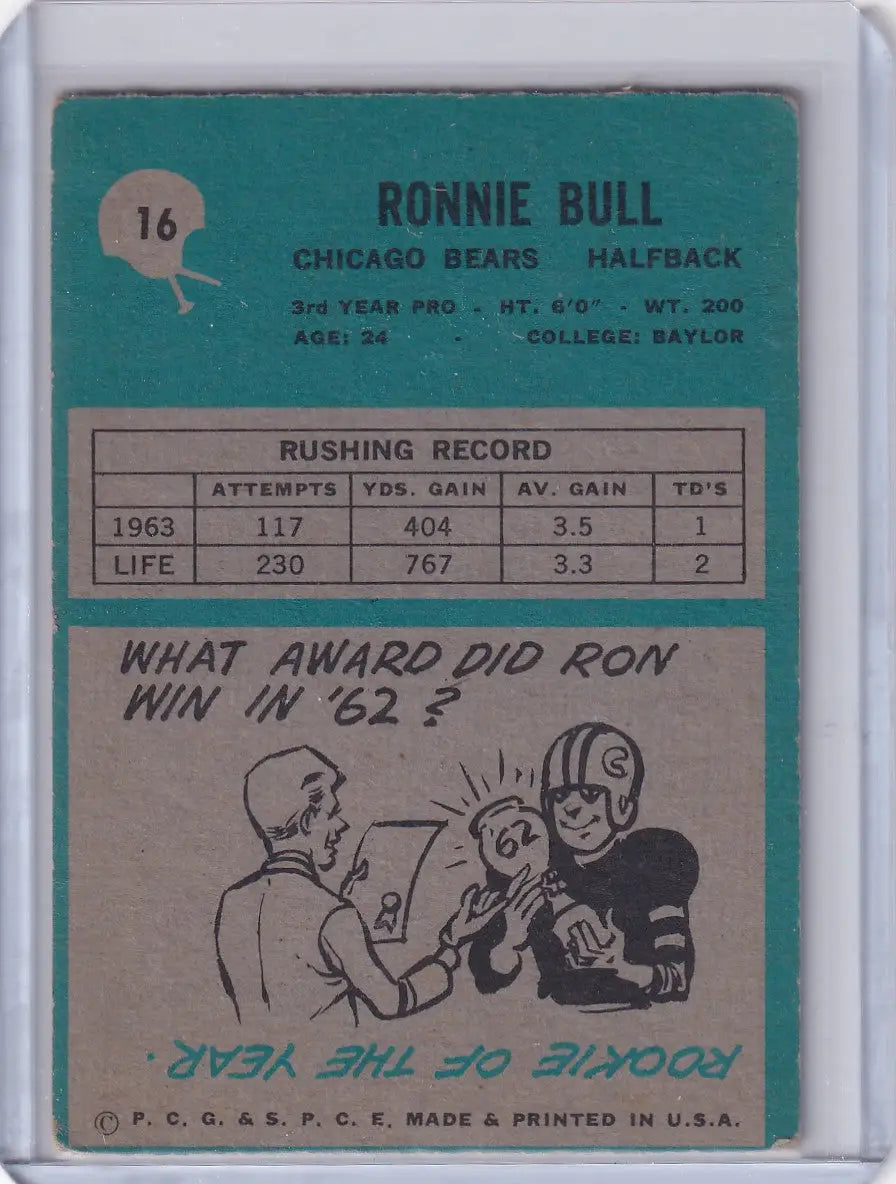 16
RONNIE BULL
CHICAGO BEARS HALFBACK
3rd YEAR PRO - HT. 6'0" - WT. 200
AGE: 24 - COLLEGE: BAYLOR
RUSHING RECORD
ATTEMPTS YDS. GAIN AV. GAIN TD'S
1963 117 404 3.5 1
LIFE 230 767 3.3 2
WHAT AWARD DID RON
WIN IN '62?
C
62
ROOKIE OF THE YEAR.
© P. C. G. & S. P. C. E. MADE & PRINTED IN U.S.A.